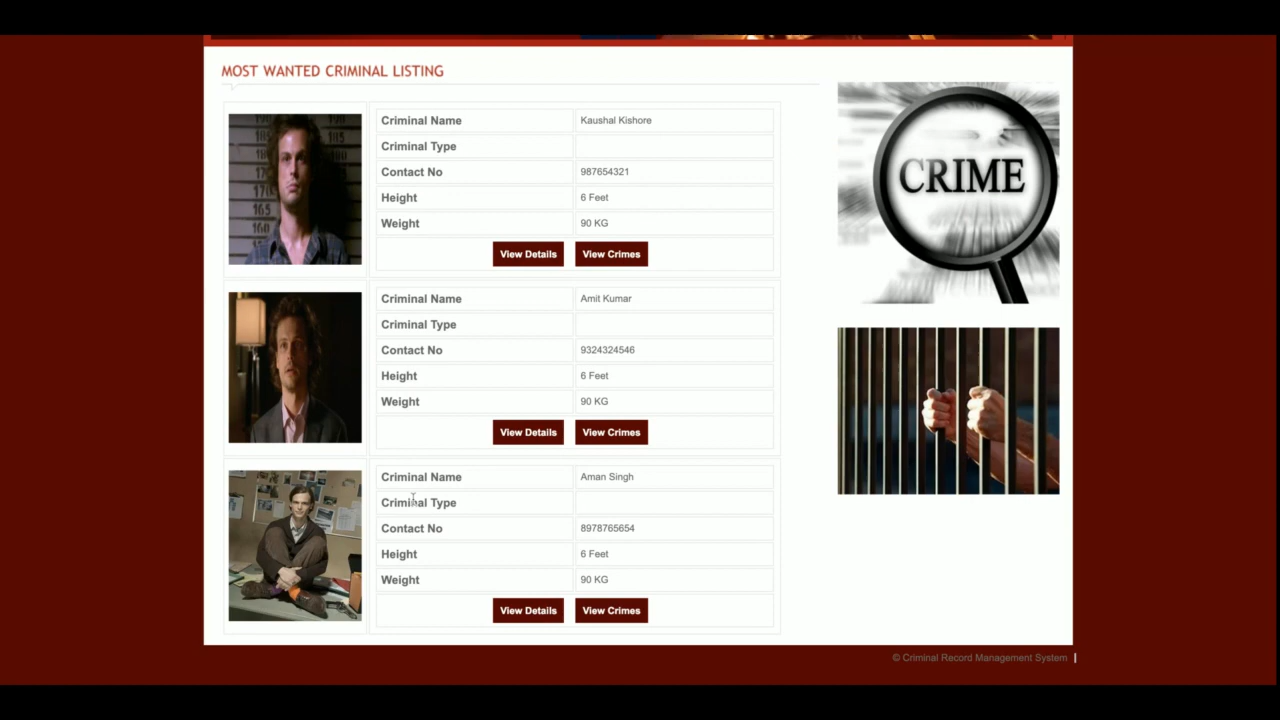 MOST WANTED CRIMINAL LISTING
Criminal Name Kaushal Kishore
Criminal Type
Contact No 987654321
Height 6 Feet
Weight 90 KG
View Details View Crimes
Criminal Name Amit Kumar
Criminal Type
Contact No 9324324546
Height 6 Feet
Weight 90 KG
View Details View Crimes
Criminal Name Aman Singh
Criminal Type
Contact No 8978765654
Height 6 Feet
Weight 90 KG
View Details View Crimes
CRIME
© Criminal Record Management System |